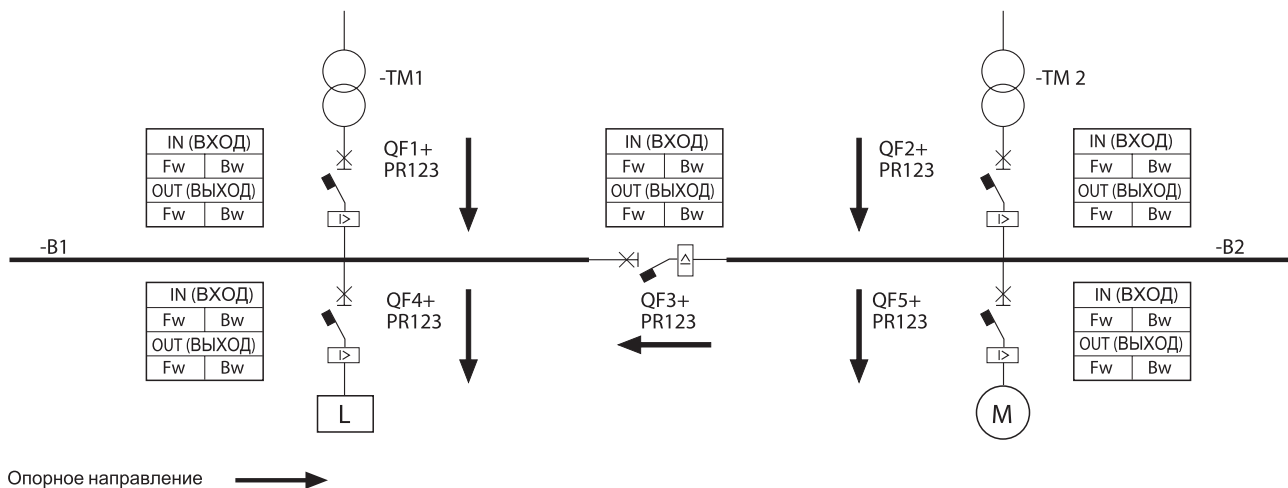 -TM1
-TM 2
IN (ВХОД)
Fw Bw
OUT (ВЫХОД)
Fw Bw
QF1+
PR123
IN (ВХОД)
Fw Bw
OUT (ВЫХОД)
Fw Bw
QF2+
PR123
IN (ВХОД)
Fw Bw
OUT (ВЫХОД)
Fw Bw
I>
I>
-B1
-B2
I>
IN (ВХОД)
Fw Bw
OUT (ВЫХОД)
Fw Bw
QF4+
PR123
QF3+
PR123
QF5+
PR123
IN (ВХОД)
Fw Bw
OUT (ВЫХОД)
Fw Bw
I>
I>
L
M
Опорное направление